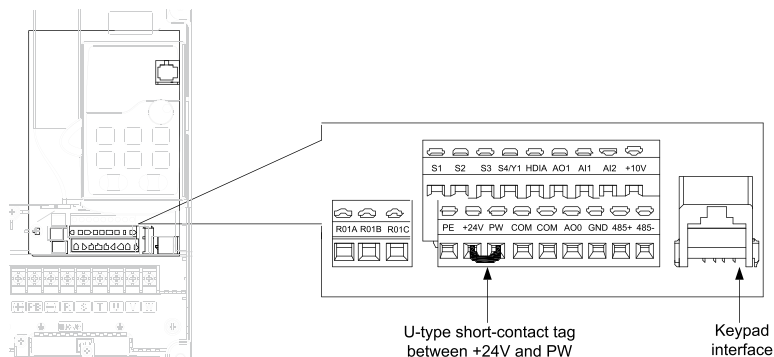 S1 S2 S3 S4/Y1 HDIA AO1 AI1 AI2 +10V
R01A R01B R01C
PE +24V PW COM COM AO0 GND 485+ 485-
(+) PB (-) R S T U V W
U-type short-contact tag
between +24V and PW
Keypad
interface